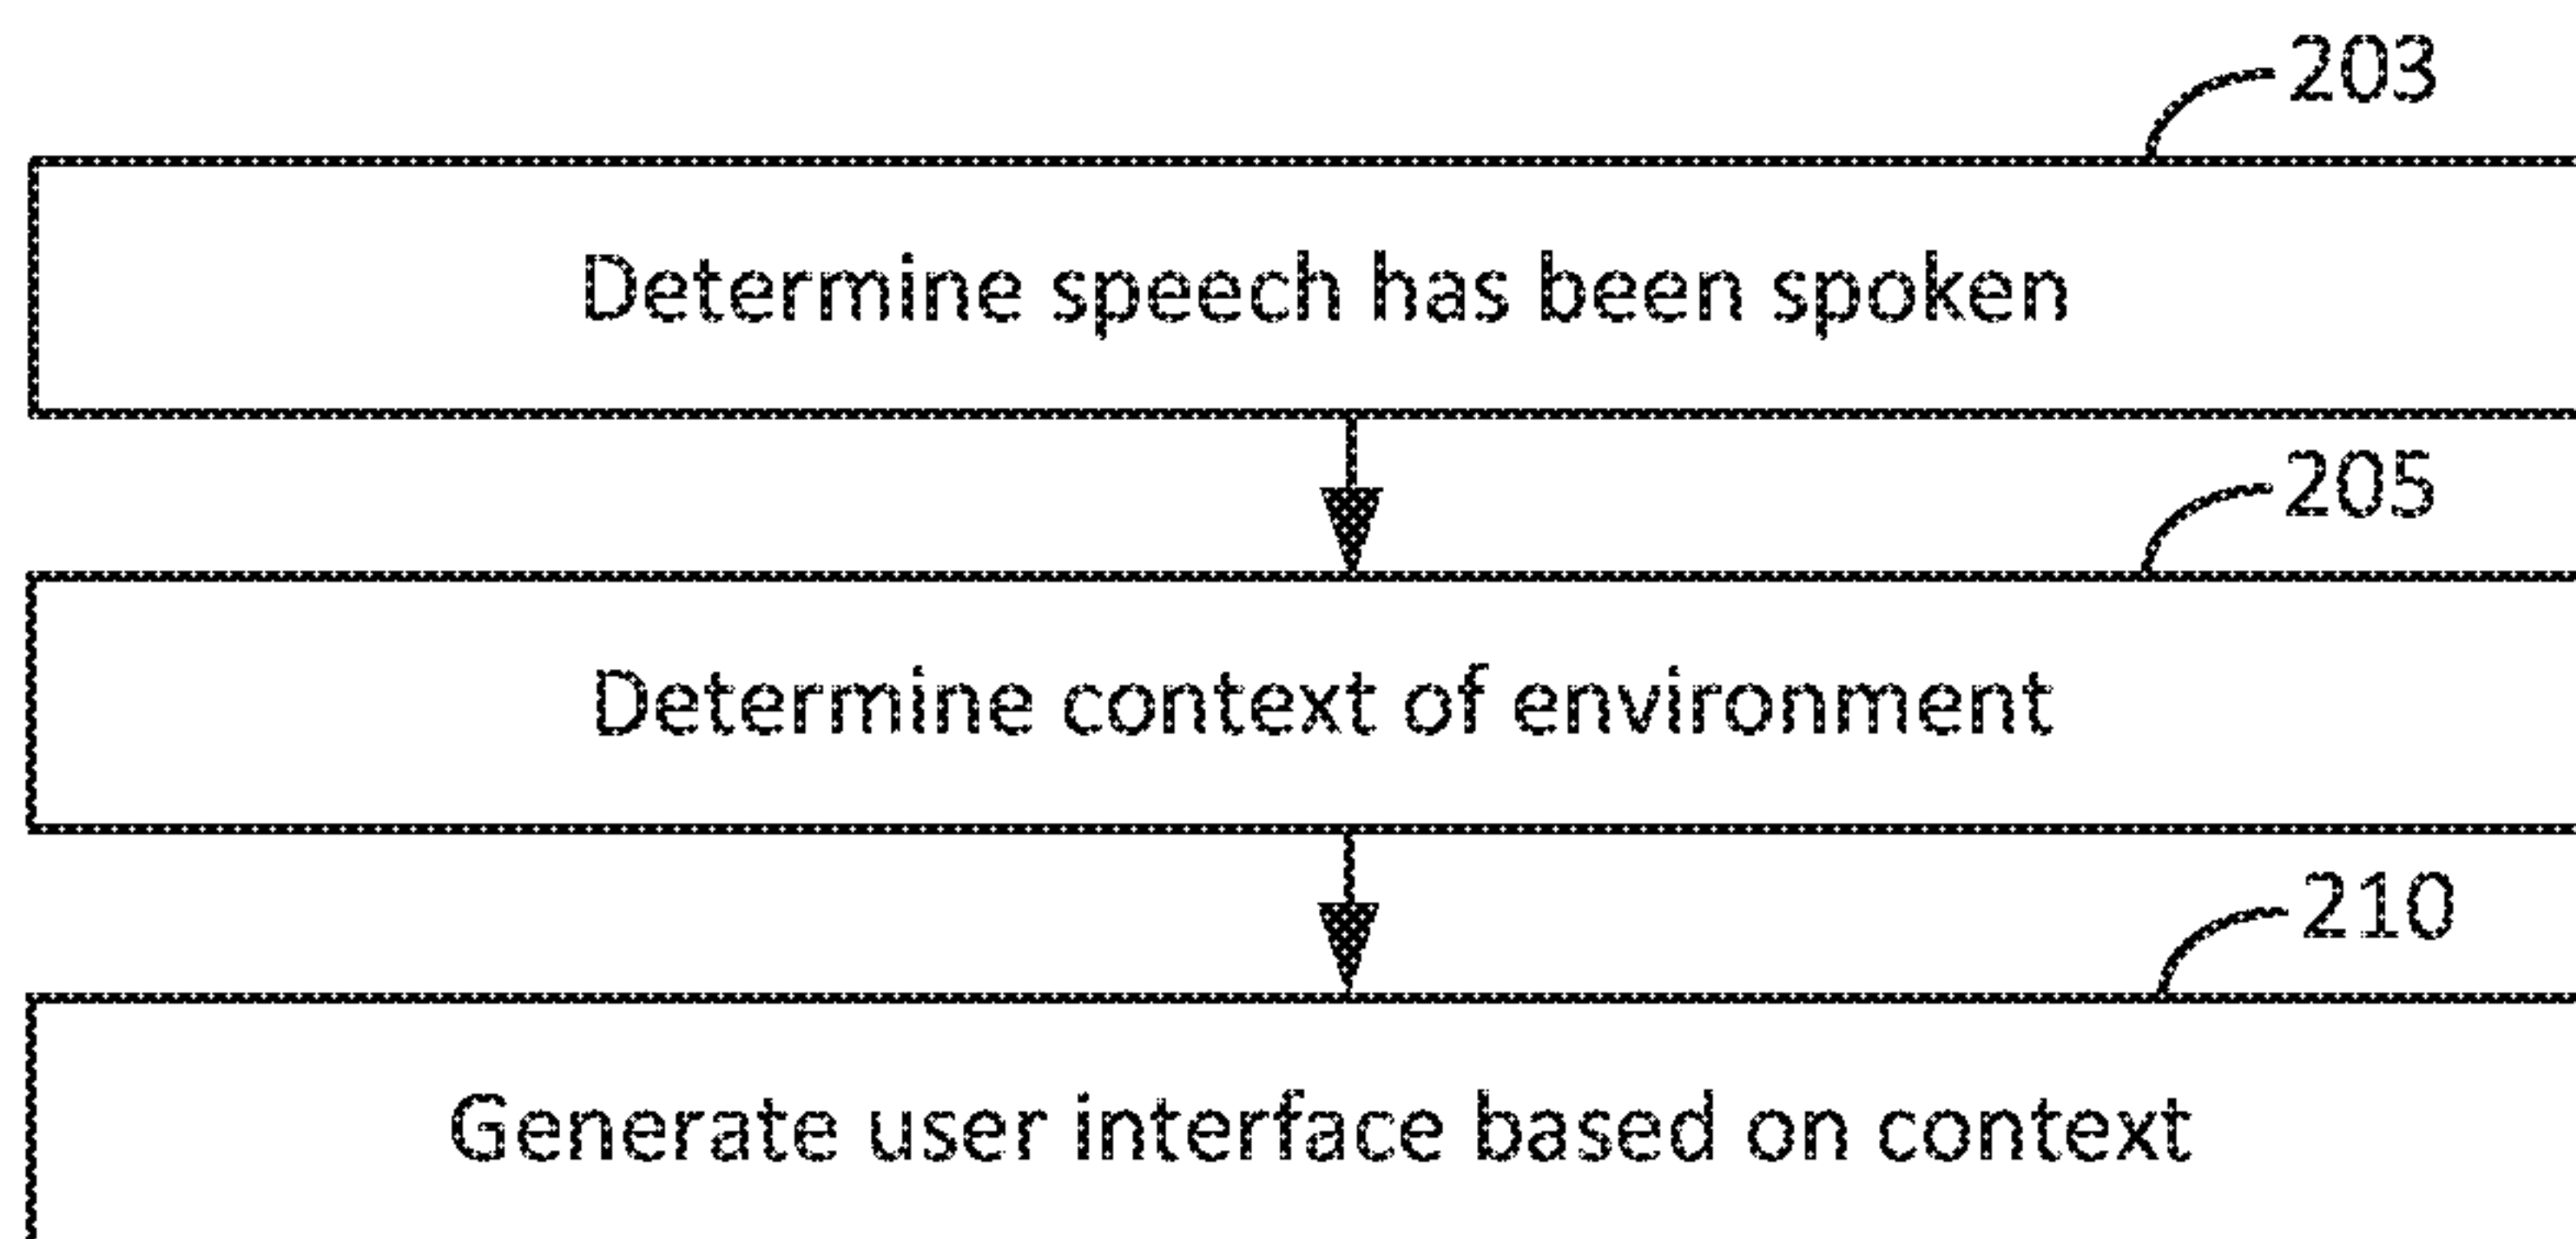 203
Determine speech has been spoken
205
Determine context of environment
210
Generate user interface based on context